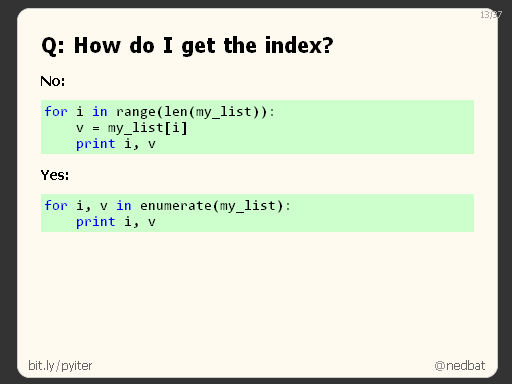 13/37
Q: How do I get the index?
No:
for i in range(len(my_list)):
    v = my_list[i]
    print i, v
Yes:
for i, v in enumerate(my_list):
    print i, v
bit.ly/pyiter
@nedbat